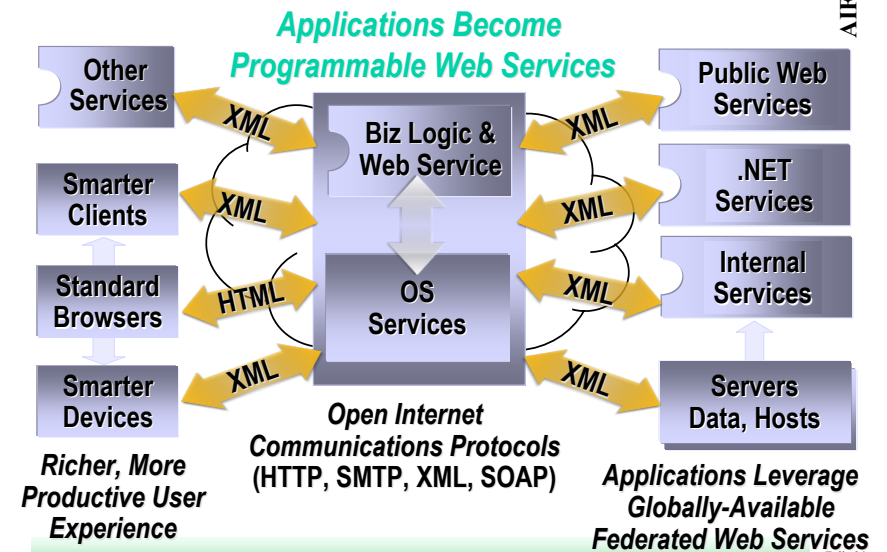 Applications Become
Programmable Web Services
Other
Services
Smarter
Clients
Standard
Browsers
Smarter
Devices
Richer, More
Productive User
Experience
XML
XML
HTML
XML
Biz Logic &
Web Service
OS
Services
Open Internet
Communications Protocols
(HTTP, SMTP, XML, SOAP)
XML
XML
XML
XML
Public Web
Services
.NET
Services
Internal
Services
Servers
Data, Hosts
Applications Leverage
Globally-Available
Federated Web Services